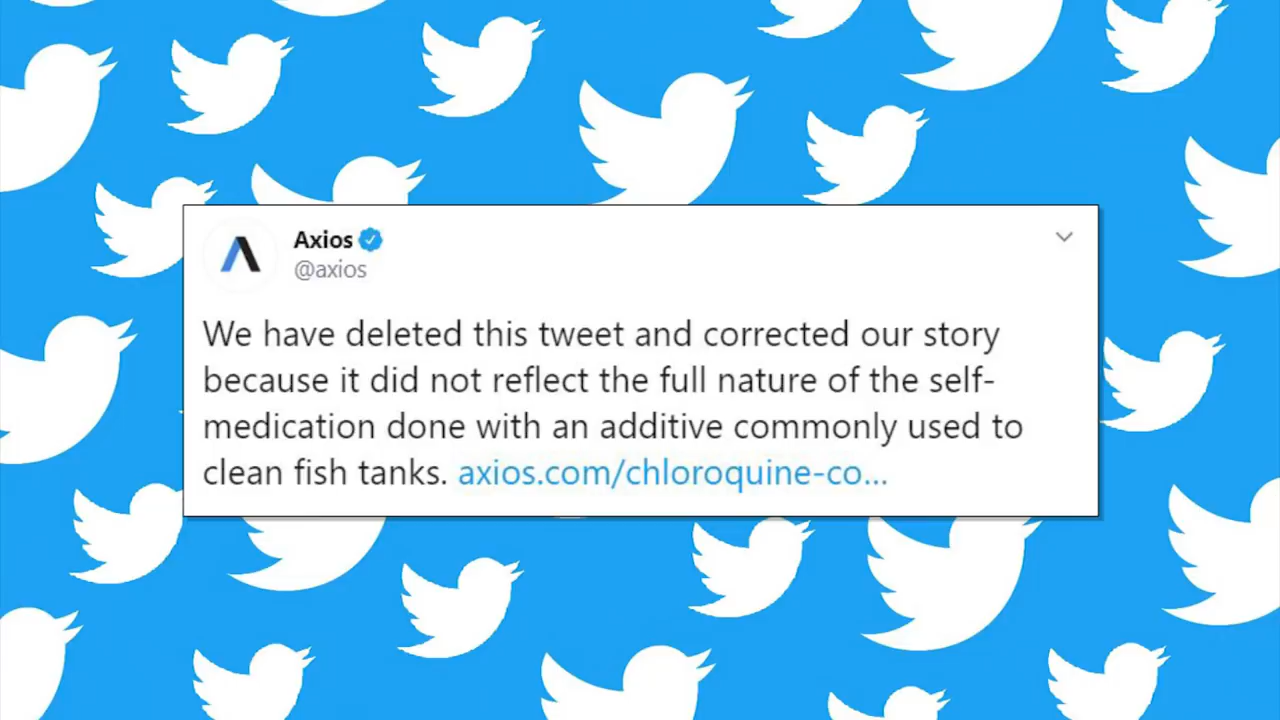 Axios
@axios
We have deleted this tweet and corrected our story
because it did not reflect the full nature of the self-
medication done with an additive commonly used to
clean fish tanks. axios.com/chloroquine-co...